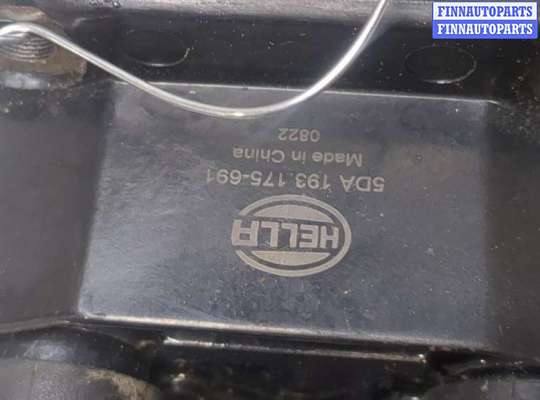 FINNAUTOPARTS
FINNAUTOPARTS
HELLA
5DA 193.175-691
Made in China
0822